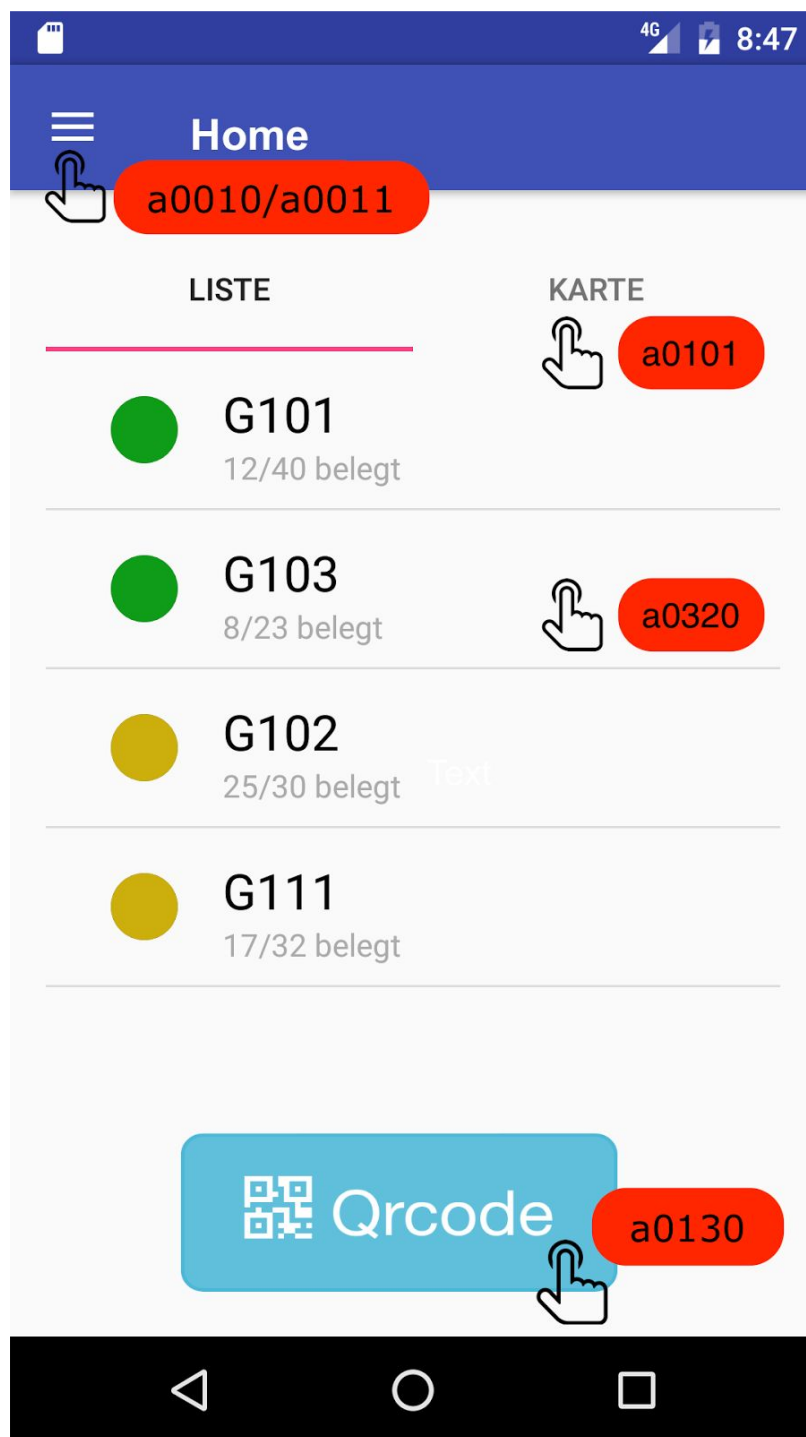 4G 8:47
Home
a0010/a0011
LISTE KARTE
a0101
G101
12/40 belegt
G103
8/23 belegt
a0320
G102
25/30 belegt Text
G111
17/32 belegt
Qrcode
a0130